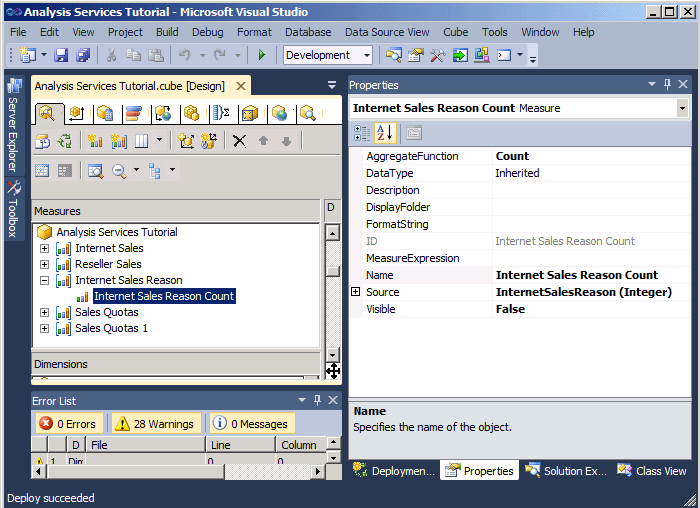 Analysis Services Tutorial - Microsoft Visual Studio
File Edit View Project Build Debug Format Database Data Source View Cube Tools Window Help
Development
Server Explorer
Toolbox
Analysis Services Tutorial.cube [Design]
Measures
D
Analysis Services Tutorial
Internet Sales
Reseller Sales
Internet Sales Reason
Internet Sales Reason Count
Sales Quotas
Sales Quotas 1
Dimensions
Error List
0 Errors 28 Warnings 0 Messages
D File Line Column
1 Dim 0 0
Properties
Internet Sales Reason Count Measure
AggregateFunction Count
DataType Inherited
Description
DisplayFolder
FormatString
ID Internet Sales Reason Count
MeasureExpression
Name Internet Sales Reason Count
Source InternetSalesReason (Integer)
Visible False
Name
Specifies the name of the object.
Deploymen... Properties Solution Ex... Class View
Deploy succeeded